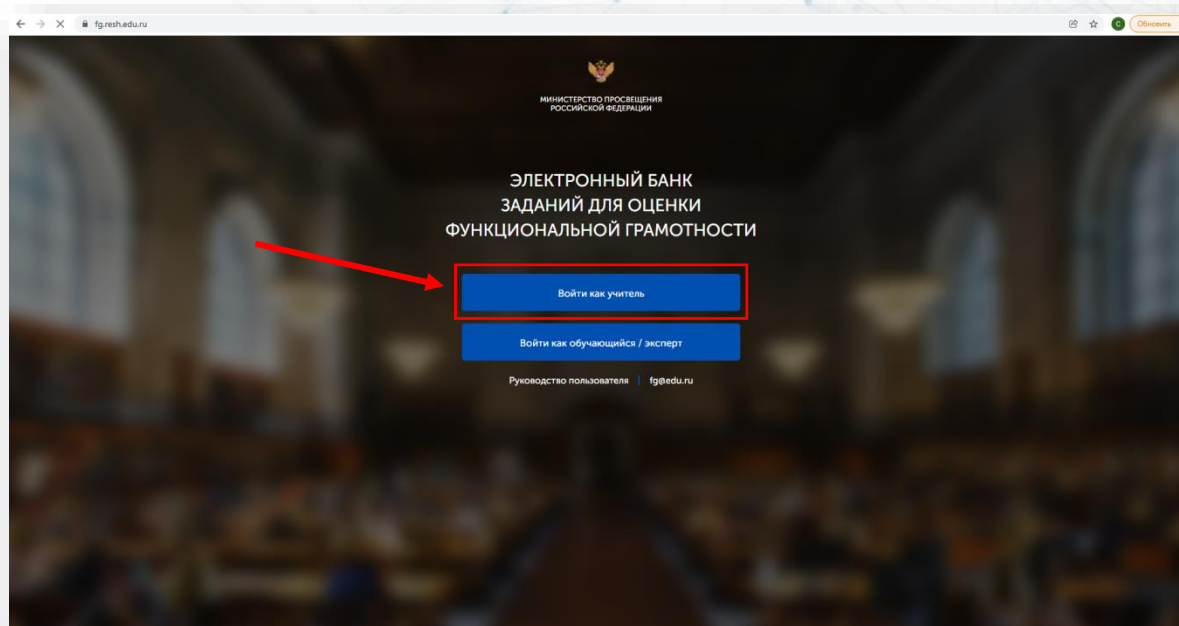 fg.resh.edu.ru
С
Обновить
МИНИСТЕРСТВО ПРОСВЕЩЕНИЯ
РОССИЙСКОЙ ФЕДЕРАЦИИ
ЭЛЕКТРОННЫЙ БАНК
ЗАДАНИЙ ДЛЯ ОЦЕНКИ
ФУНКЦИОНАЛЬНОЙ ГРАМОТНОСТИ
Войти как учитель
Войти как обучающийся / эксперт
Руководство пользователя | fg@edu.ru